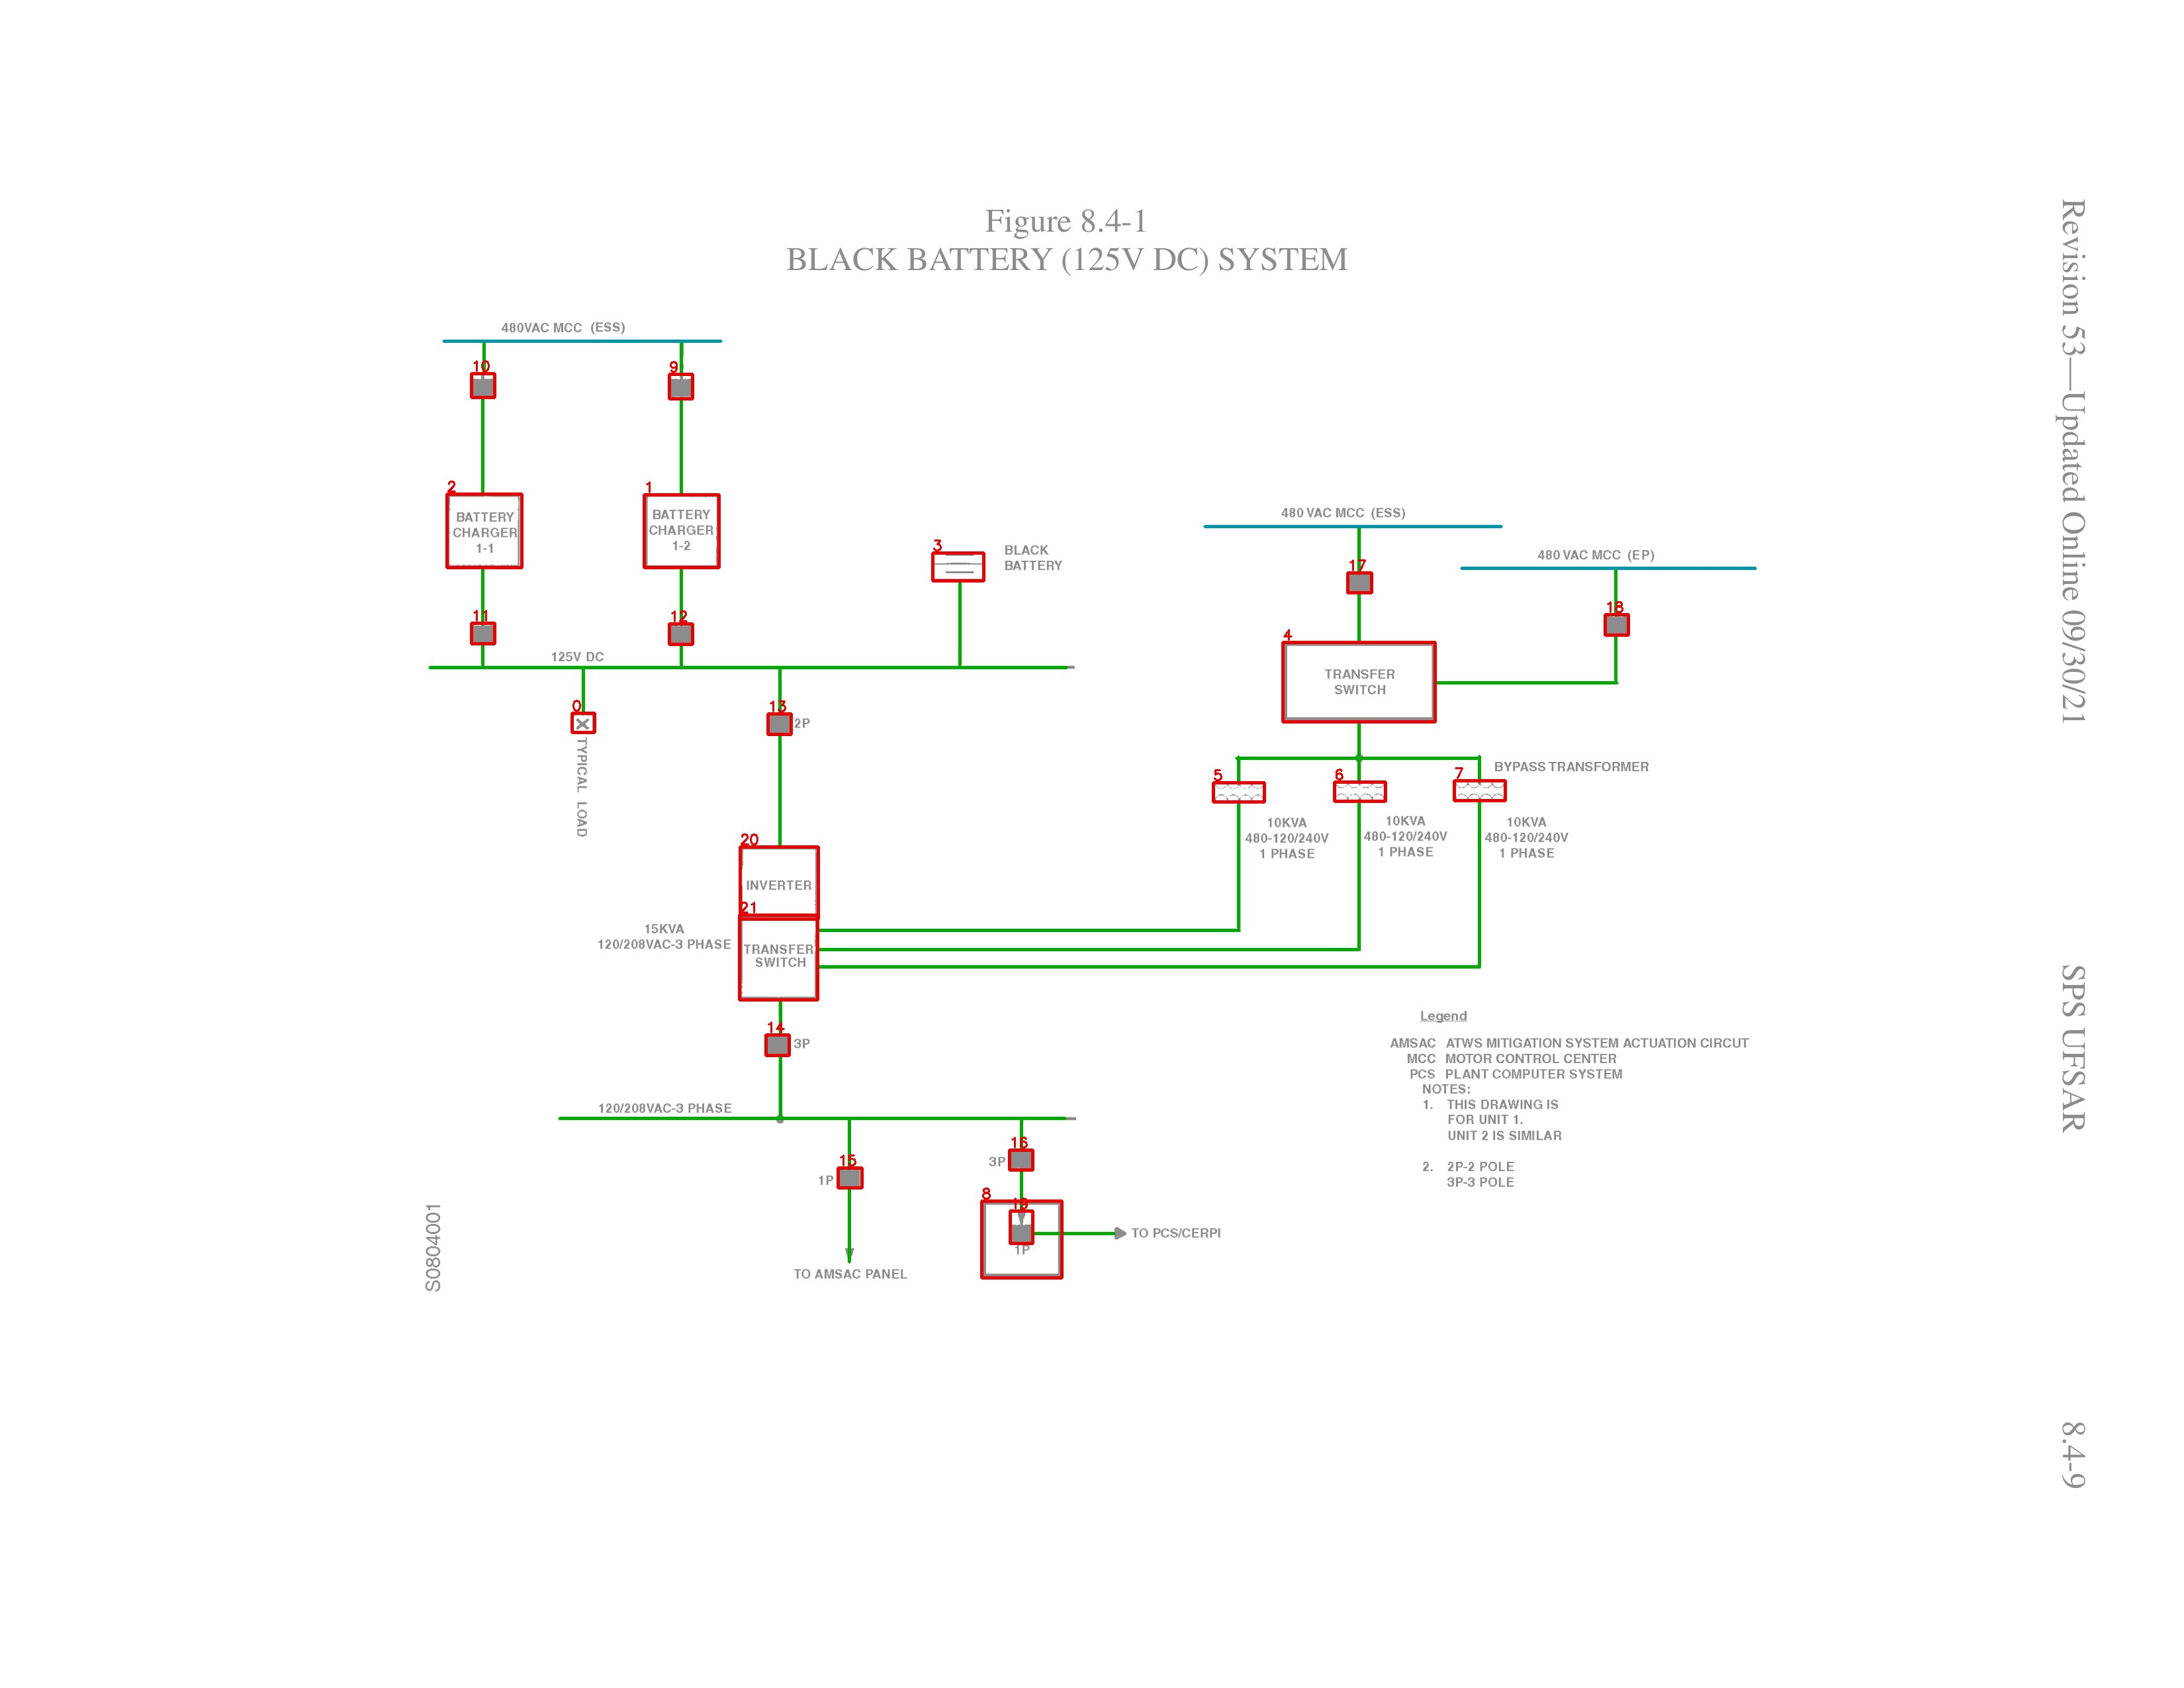 Figure 8.4-1
BLACK BATTERY (125V DC) SYSTEM
480VAC MCC (ESS)
10
9
2
BATTERY
CHARGER
1-1
1
BATTERY
CHARGER
1-2
3
BLACK
BATTERY
11
12
125V DC
0
TYPICAL LOAD
13
2P
480 VAC MCC (ESS)
17
480 VAC MCC (EP)
18
4
TRANSFER
SWITCH
5
6
7
BYPASS TRANSFORMER
10KVA
480-120/240V
1 PHASE
10KVA
480-120/240V
1 PHASE
10KVA
480-120/240V
1 PHASE
20
INVERTER
21
TRANSFER
SWITCH
15KVA
120/208VAC-3 PHASE
14
3P
120/208VAC-3 PHASE
15
1P
TO AMSAC PANEL
16
3P
8
19
1P
TO PCS/CERPI
Legend
AMSAC ATWS MITIGATION SYSTEM ACTUATION CIRCUT
MCC MOTOR CONTROL CENTER
PCS PLANT COMPUTER SYSTEM
NOTES:
1. THIS DRAWING IS
FOR UNIT 1.
UNIT 2 IS SIMILAR
2. 2P-2 POLE
3P-3 POLE
S0804001
Revision 53—Updated Online 09/30/21
SPS UFSAR
8.4-9